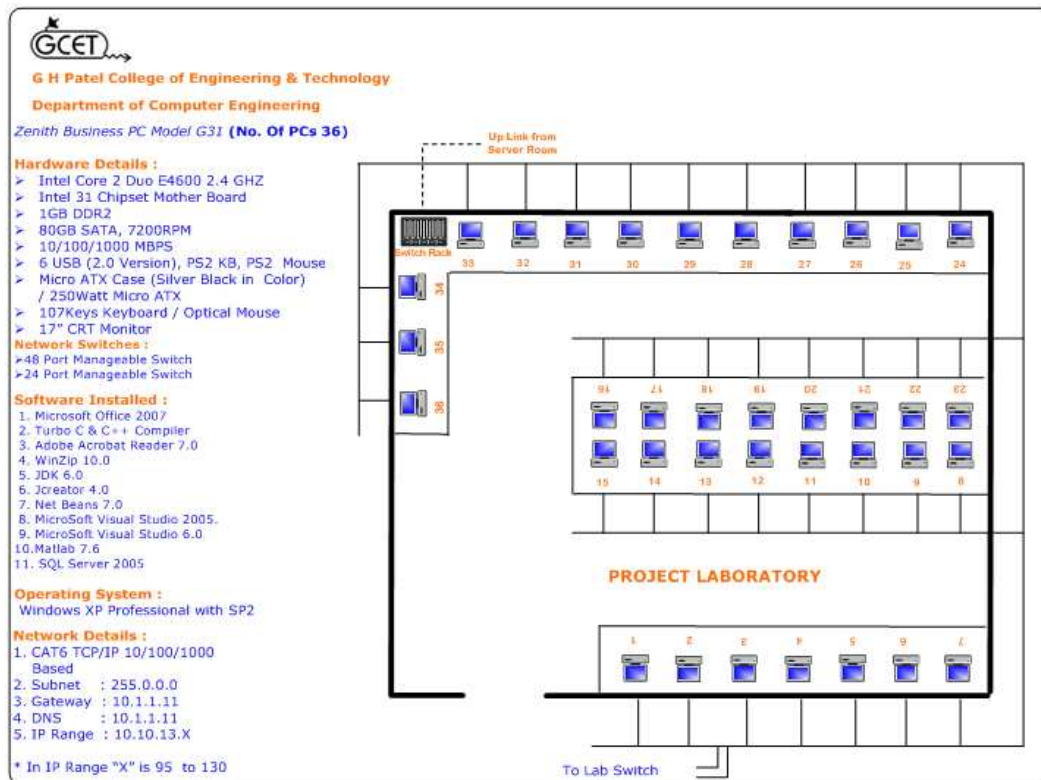 GCET
G H Patel College of Engineering & Technology
Department of Computer Engineering
Zenith Business PC Model G31 (No. Of PCs 36)
Hardware Details :
➢ Intel Core 2 Duo E4600 2.4 GHZ
➢ Intel 31 Chipset Mother Board
➢ 1GB DDR2
➢ 80GB SATA, 7200RPM
➢ 10/100/1000 MBPS
➢ 6 USB (2.0 Version), PS2 KB, PS2 Mouse
➢ Micro ATX Case (Silver Black in Color)
/ 250Watt Micro ATX
➢ 107Keys Keyboard / Optical Mouse
➢ 17" CRT Monitor
Network Switches :
➢48 Port Manageable Switch
➢24 Port Manageable Switch
Software Installed :
1. Microsoft Office 2007
2. Turbo C & C++ Compiler
3. Adobe Acrobat Reader 7.0
4. WinZip 10.0
5. JDK 6.0
6. Jcreator 4.0
7. Net Beans 7.0
8. MicroSoft Visual Studio 2005.
9. MicroSoft Visual Studio 6.0
10.Matlab 7.6
11. SQL Server 2005
Operating System :
Windows XP Professional with SP2
Network Details :
1. CAT6 TCP/IP 10/100/1000
Based
2. Subnet : 255.0.0.0
3. Gateway : 10.1.1.11
4. DNS : 10.1.1.11
5. IP Range : 10.10.13.X
* In IP Range "X" is 95 to 130
Up Link from
Server Room
Switch Rack
33 32 31 30 29 28 27 26 25 24
34
35
36
16 17 18 19 20 21 22 23
15 14 13 12 11 10 9 8
PROJECT LABORATORY
1 2 3 4 5 6 7
To Lab Switch